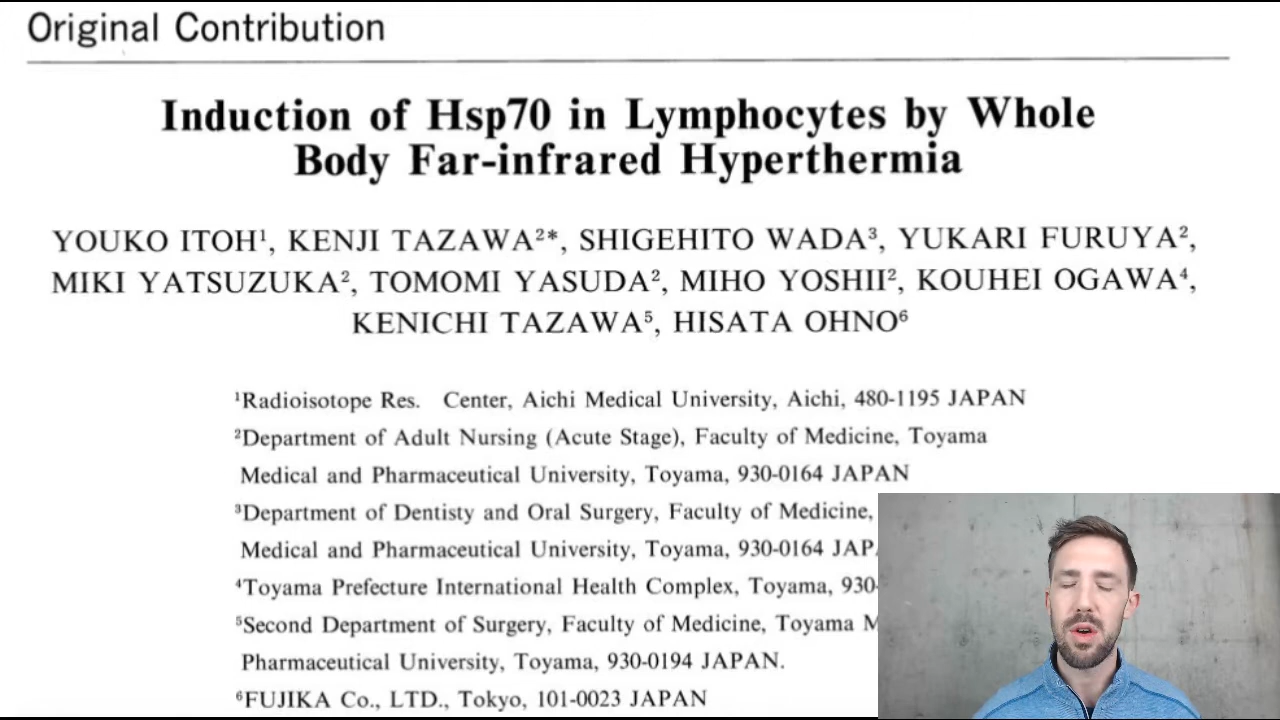 Original Contribution
Induction of Hsp70 in Lymphocytes by Whole
Body Far-infrared Hyperthermia
YOUKO ITOH¹, KENJI TAZAWA²*, SHIGEHITO WADA³, YUKARI FURUYA²,
MIKI YATSUZUKA², TOMOMI YASUDA², MIHO YOSHII², KOUHEI OGAWA⁴,
KENICHI TAZAWA⁵, HISATA OHNO⁶
¹Radioisotope Res. Center, Aichi Medical University, Aichi, 480-1195 JAPAN
²Department of Adult Nursing (Acute Stage), Faculty of Medicine, Toyama
Medical and Pharmaceutical University, Toyama, 930-0164 JAPAN
³Department of Dentisty and Oral Surgery, Faculty of Medicine,
Medical and Pharmaceutical University, Toyama, 930-0164 JAP
⁴Toyama Prefecture International Health Complex, Toyama, 930-
⁵Second Department of Surgery, Faculty of Medicine, Toyama M
Pharmaceutical University, Toyama, 930-0194 JAPAN.
⁶FUJIKA Co., LTD., Tokyo, 101-0023 JAPAN